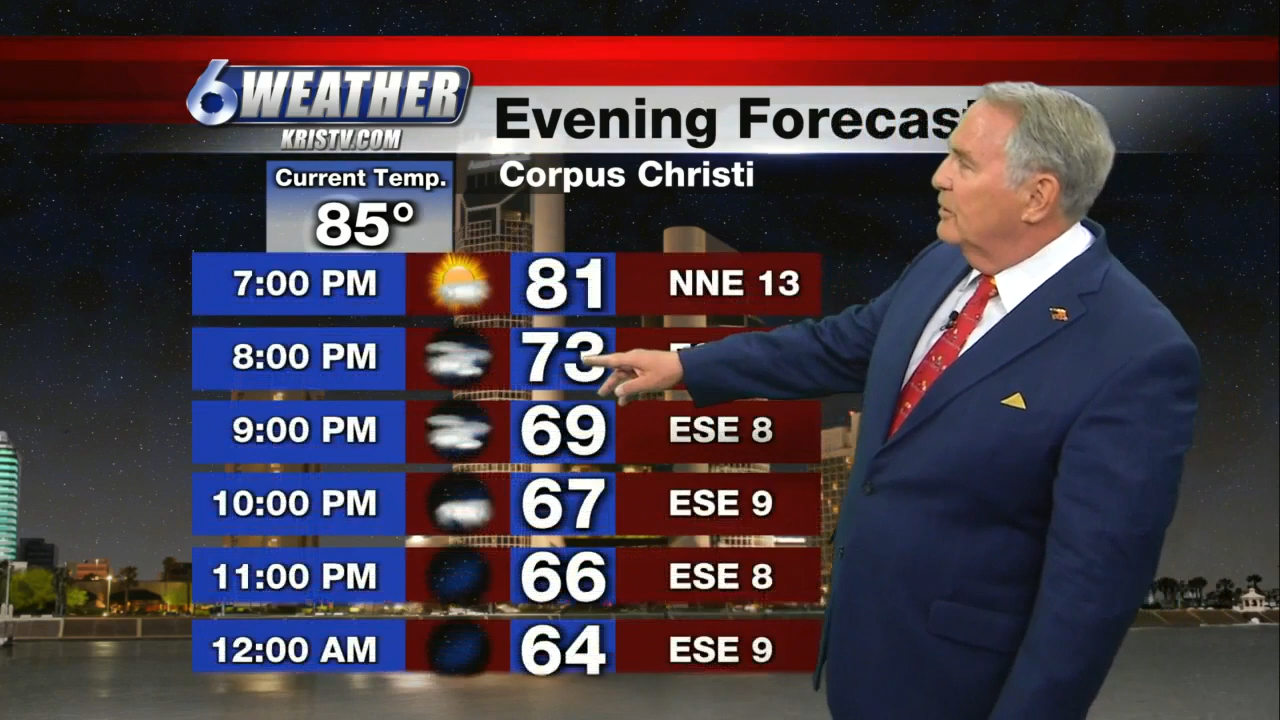 6 WEATHER
KRISTV.COM
Evening Forecas
Corpus Christi
Current Temp.
85°
7:00 PM 81 NNE 13
8:00 PM 73
9:00 PM 69 ESE 8
10:00 PM 67 ESE 9
11:00 PM 66 ESE 8
12:00 AM 64 ESE 9